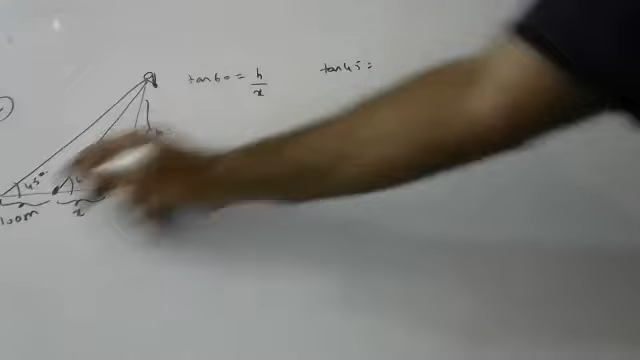 tan 60 = h/x
tan 45 =
45°
100m
x